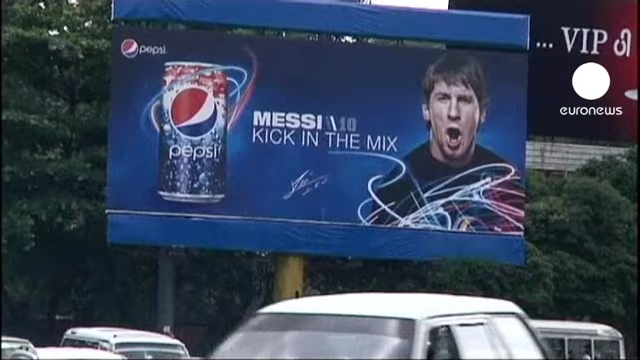 pepsi
MESSI \\10
KICK IN THE MIX
pepsi
... VIP
euronews